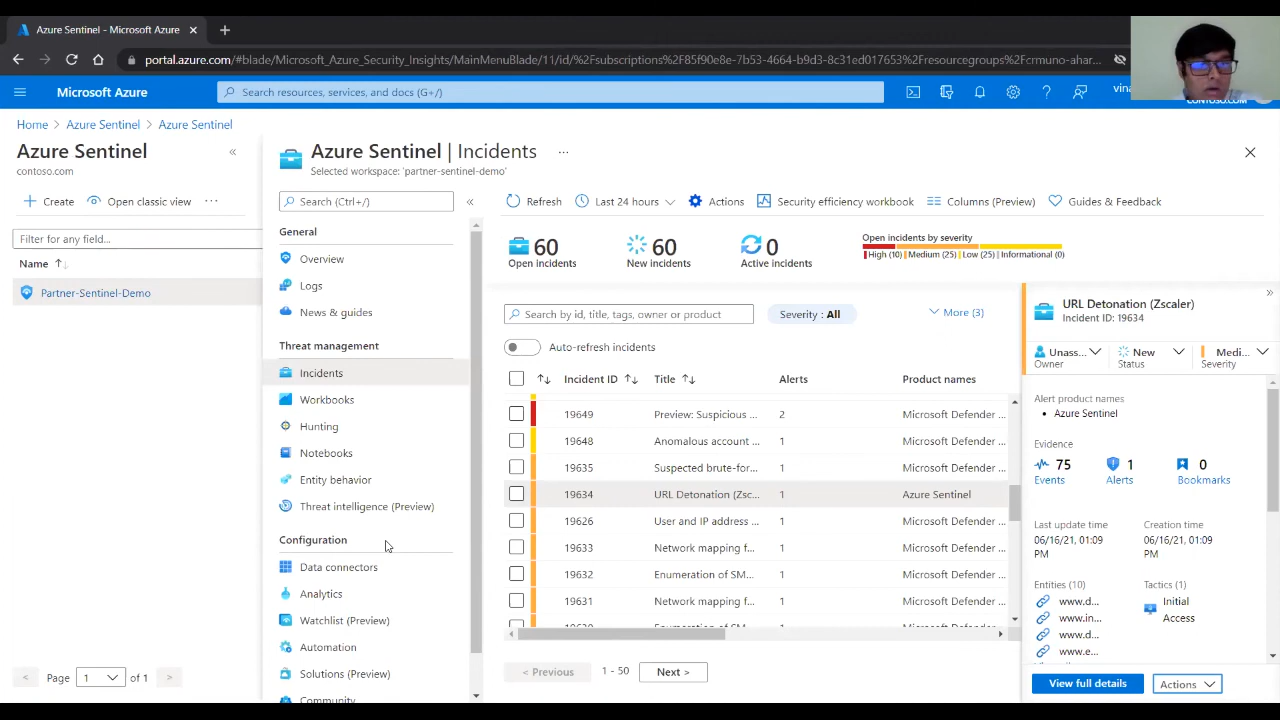 Azure Sentinel - Microsoft Azure
portal.azure.com/#blade/Microsoft_Azure_Security_Insights/MainMenuBlade/11/id/%2Fsubscriptions%2F85f90e8e-7b53-4664-b9d3-8c31ed017653%2Fresourcegroups%2Fcrmuno-ahar...
Microsoft Azure
Search resources, services, and docs (G+/)
vina
CONTOSO.COM
Home > Azure Sentinel > Azure Sentinel
Azure Sentinel
contoso.com
+ Create
Open classic view
...
Filter for any field...
Name
Partner-Sentinel-Demo
< Page 1 of 1 >
Azure Sentinel | Incidents ...
Selected workspace: 'partner-sentinel-demo'
Search (Ctrl+/)
General
Overview
Logs
News & guides
Threat management
Incidents
Workbooks
Hunting
Notebooks
Entity behavior
Threat intelligence (Preview)
Configuration
Data connectors
Analytics
Watchlist (Preview)
Automation
Solutions (Preview)
Community
Refresh
Last 24 hours
Actions
Security efficiency workbook
Columns (Preview)
Guides & Feedback
60
Open incidents
60
New incidents
0
Active incidents
Open incidents by severity
High (10) Medium (25) Low (25) Informational (0)
Search by id, title, tags, owner or product
Severity : All
More (3)
Auto-refresh incidents
Incident ID Title Alerts Product names
19649 Preview: Suspicious ... 2 Microsoft Defender ...
19648 Anomalous account ... 1 Microsoft Defender ...
19635 Suspected brute-for... 1 Microsoft Defender ...
19634 URL Detonation (Zsc... 1 Azure Sentinel
19626 User and IP address ... 1 Microsoft Defender ...
19633 Network mapping f... 1 Microsoft Defender ...
19632 Enumeration of SM... 1 Microsoft Defender ...
19631 Network mapping f... 1 Microsoft Defender ...
< Previous 1 - 50 Next >
URL Detonation (Zscaler)
Incident ID: 19634
Unass...
Owner
New
Status
Medi...
Severity
Alert product names
• Azure Sentinel
Evidence
75
Events
1
Alerts
0
Bookmarks
Last update time
06/16/21, 01:09
PM
Creation time
06/16/21, 01:09
PM
Entities (10)
www.d...
www.in...
www.d...
www.e...
Tactics (1)
Initial
Access
View full details
Actions